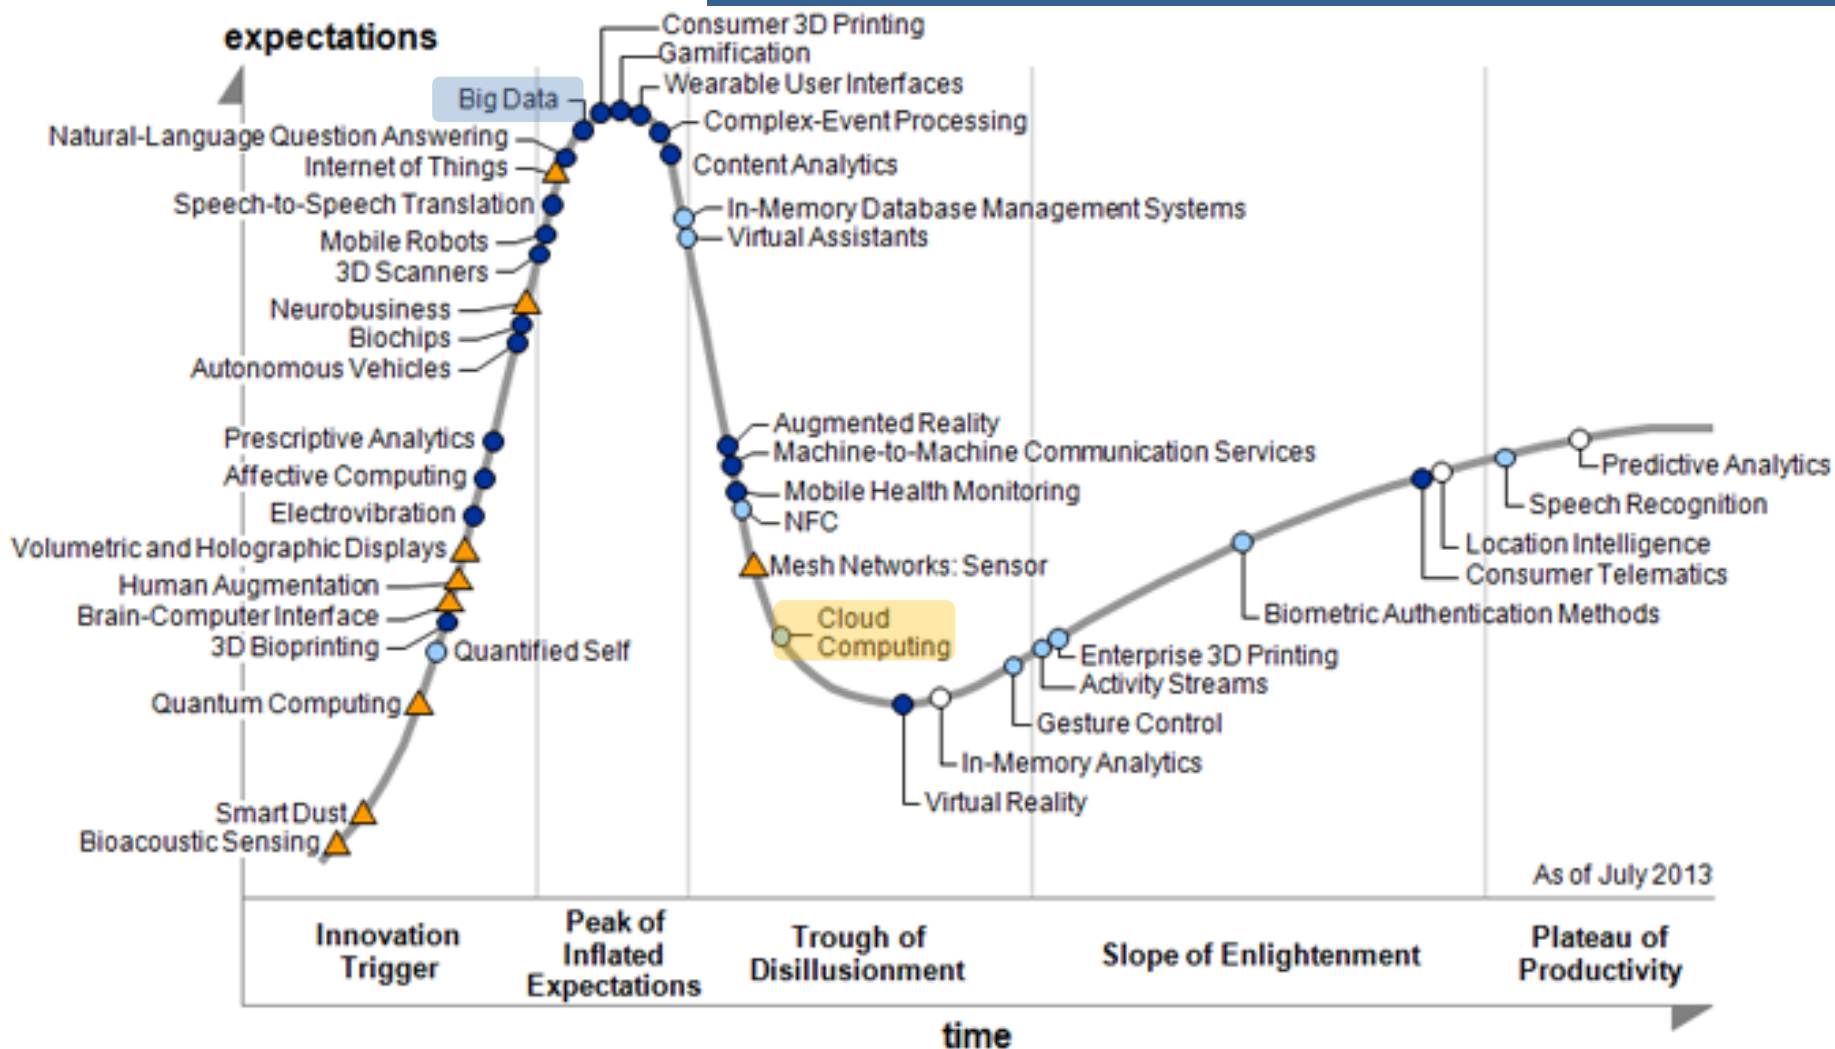 expectations
Consumer 3D Printing
Gamification
Wearable User Interfaces
Big Data
Complex-Event Processing
Natural-Language Question Answering
Internet of Things
Content Analytics
Speech-to-Speech Translation
In-Memory Database Management Systems
Mobile Robots
Virtual Assistants
3D Scanners
Neurobusiness
Biochips
Autonomous Vehicles
Augmented Reality
Prescriptive Analytics
Machine-to-Machine Communication Services
Predictive Analytics
Affective Computing
Mobile Health Monitoring
Speech Recognition
Electrovibration
NFC
Location Intelligence
Volumetric and Holographic Displays
Mesh Networks: Sensor
Consumer Telematics
Human Augmentation
Brain-Computer Interface
Cloud
Computing
Biometric Authentication Methods
3D Bioprinting
Quantified Self
Enterprise 3D Printing
Activity Streams
Quantum Computing
Gesture Control
In-Memory Analytics
Virtual Reality
Smart Dust
Bioacoustic Sensing
As of July 2013
Innovation
Trigger
Peak of
Inflated
Expectations
Trough of
Disillusionment
Slope of Enlightenment
Plateau of
Productivity
time